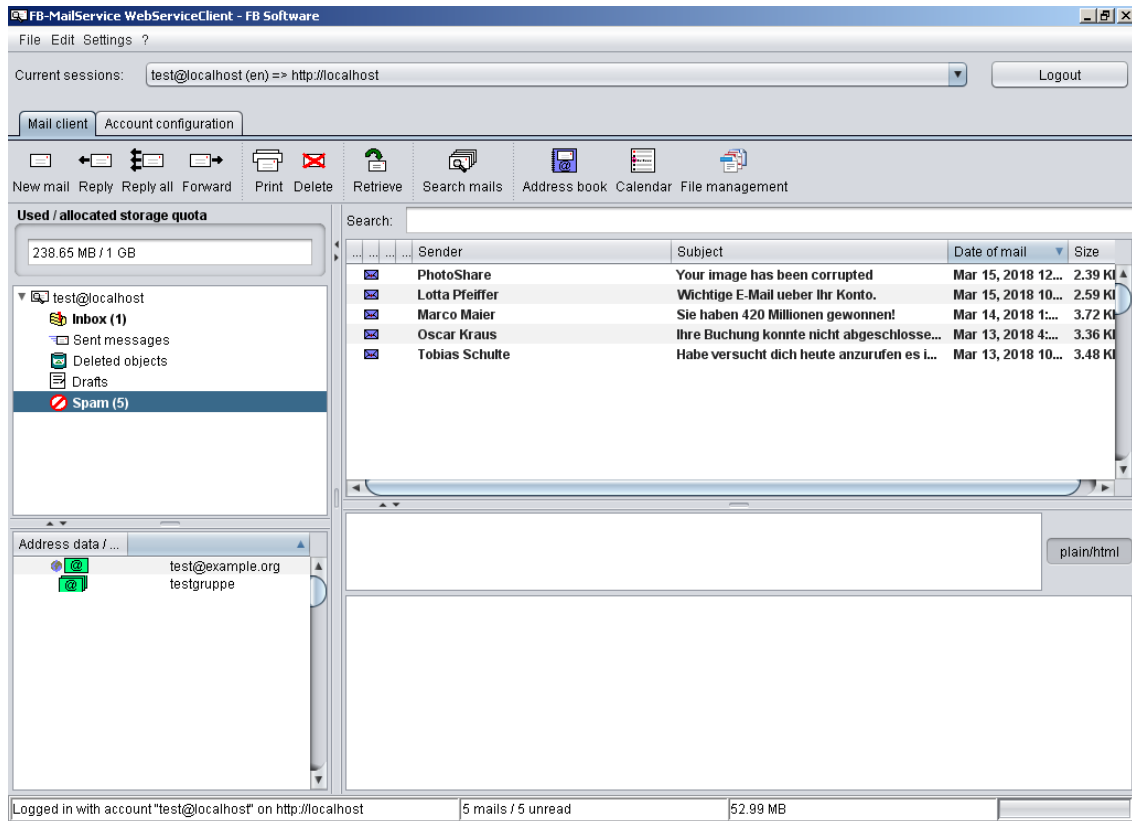 FB-MailService WebServiceClient - FB Software
File Edit Settings ?
Current sessions: test@localhost (en) => http://localhost Logout
Mail client Account configuration
New mail Reply Reply all Forward Print Delete Retrieve Search mails Address book Calendar File management
Used / allocated storage quota
238.65 MB / 1 GB
Search:
... ... ... ... Sender Subject Date of mail Size
PhotoShare Your image has been corrupted Mar 15, 2018 12... 2.39 K
Lotta Pfeiffer Wichtige E-Mail ueber Ihr Konto. Mar 15, 2018 10... 2.59 K
Marco Maier Sie haben 420 Millionen gewonnen! Mar 14, 2018 1:... 3.72 K
Oscar Kraus Ihre Buchung konnte nicht abgeschlosse... Mar 13, 2018 4:... 3.36 K
Tobias Schulte Habe versucht dich heute anzurufen es i... Mar 13, 2018 10... 3.48 K
test@localhost
Inbox (1)
Sent messages
Deleted objects
Drafts
Spam (5)
Address data / ...
@ test@example.org
@ testgruppe
plain/html
Logged in with account "test@localhost" on http://localhost 5 mails / 5 unread 52.99 MB